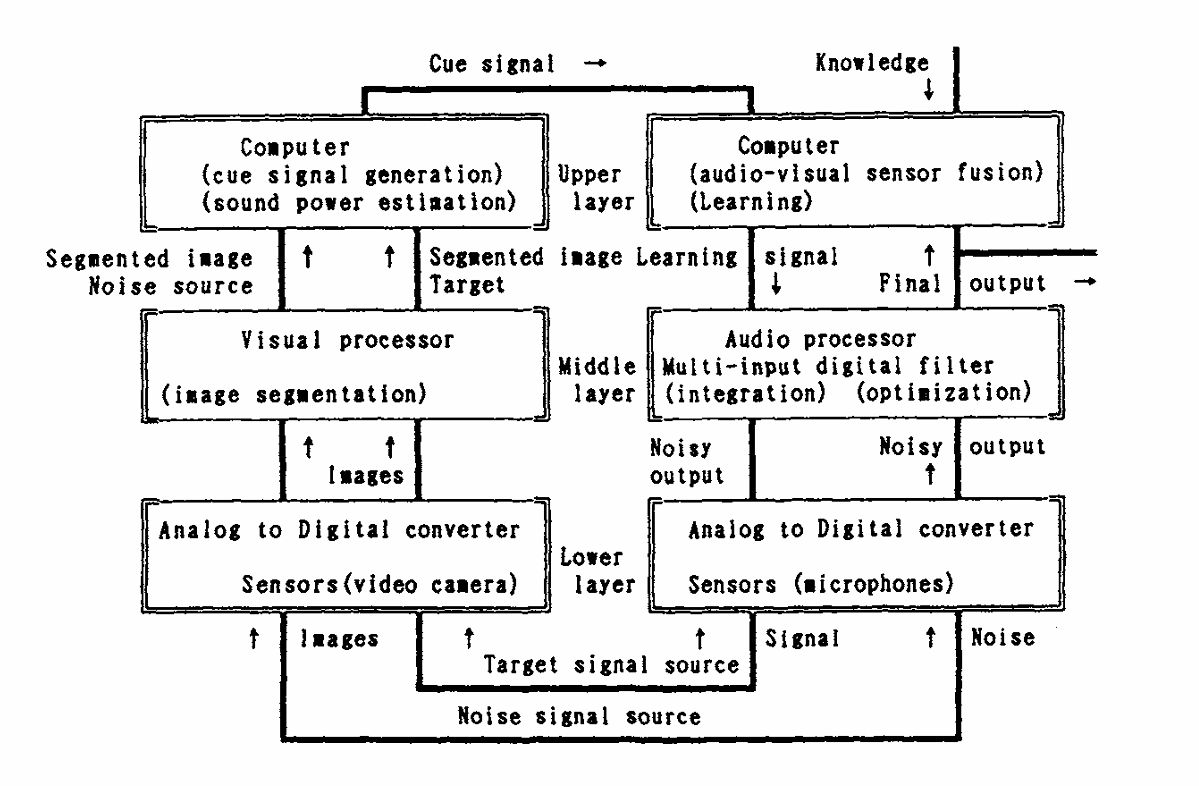 Cue signal →
Knowledge
↓
Computer
(cue signal generation)
(sound power estimation)
Upper
layer
Computer
(audio-visual sensor fusion)
(Learning)
Segmented image
Noise source
↑ ↑
Segmented image
Target
Learning signal
↓
↑
Final output →
Visual processor
(image segmentation)
Middle
layer
Audio processor
Multi-input digital filter
(integration) (optimization)
↑ ↑
Images
Noisy
output
Noisy output
↑
Analog to Digital converter
Sensors(video camera)
Lower
layer
Analog to Digital converter
Sensors (microphones)
↑ Images ↑
↑ Signal
↑ Noise
Target signal source
Noise signal source